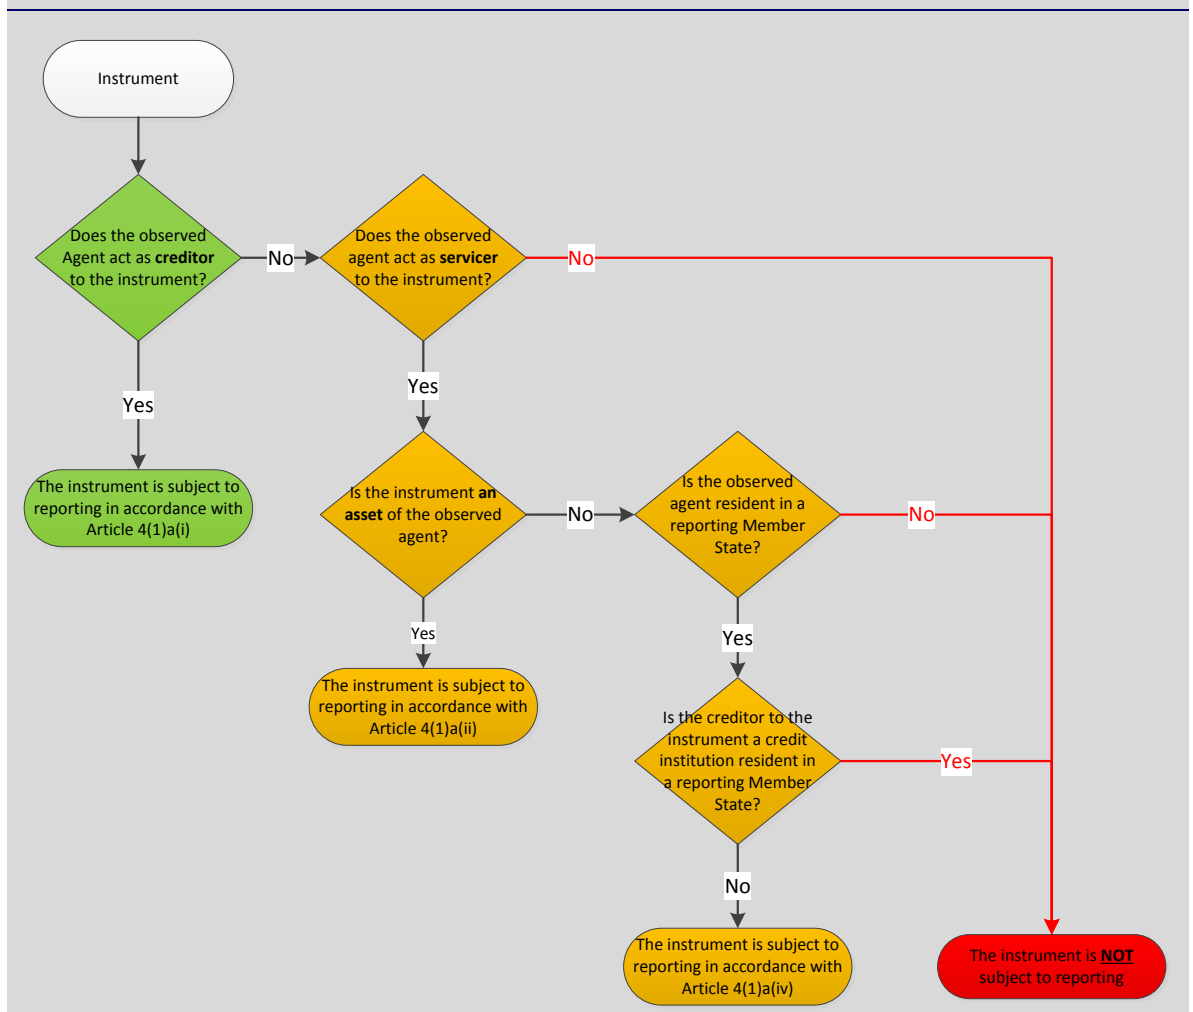 Instrument
Does the observed
Agent act as creditor
to the instrument?
No
Does the observed
agent act as servicer
to the instrument?
No
Yes
Yes
The instrument is subject to
reporting in accordance with
Article 4(1)a(i)
Is the instrument an
asset of the observed
agent?
No
Is the observed
agent resident in a
reporting Member
State?
No
Yes
Yes
The instrument is subject to
reporting in accordance with
Article 4(1)a(ii)
Is the creditor to the
instrument a credit
institution resident in
a reporting Member
State?
Yes
No
The instrument is subject to
reporting in accordance with
Article 4(1)a(iv)
The instrument is NOT
subject to reporting